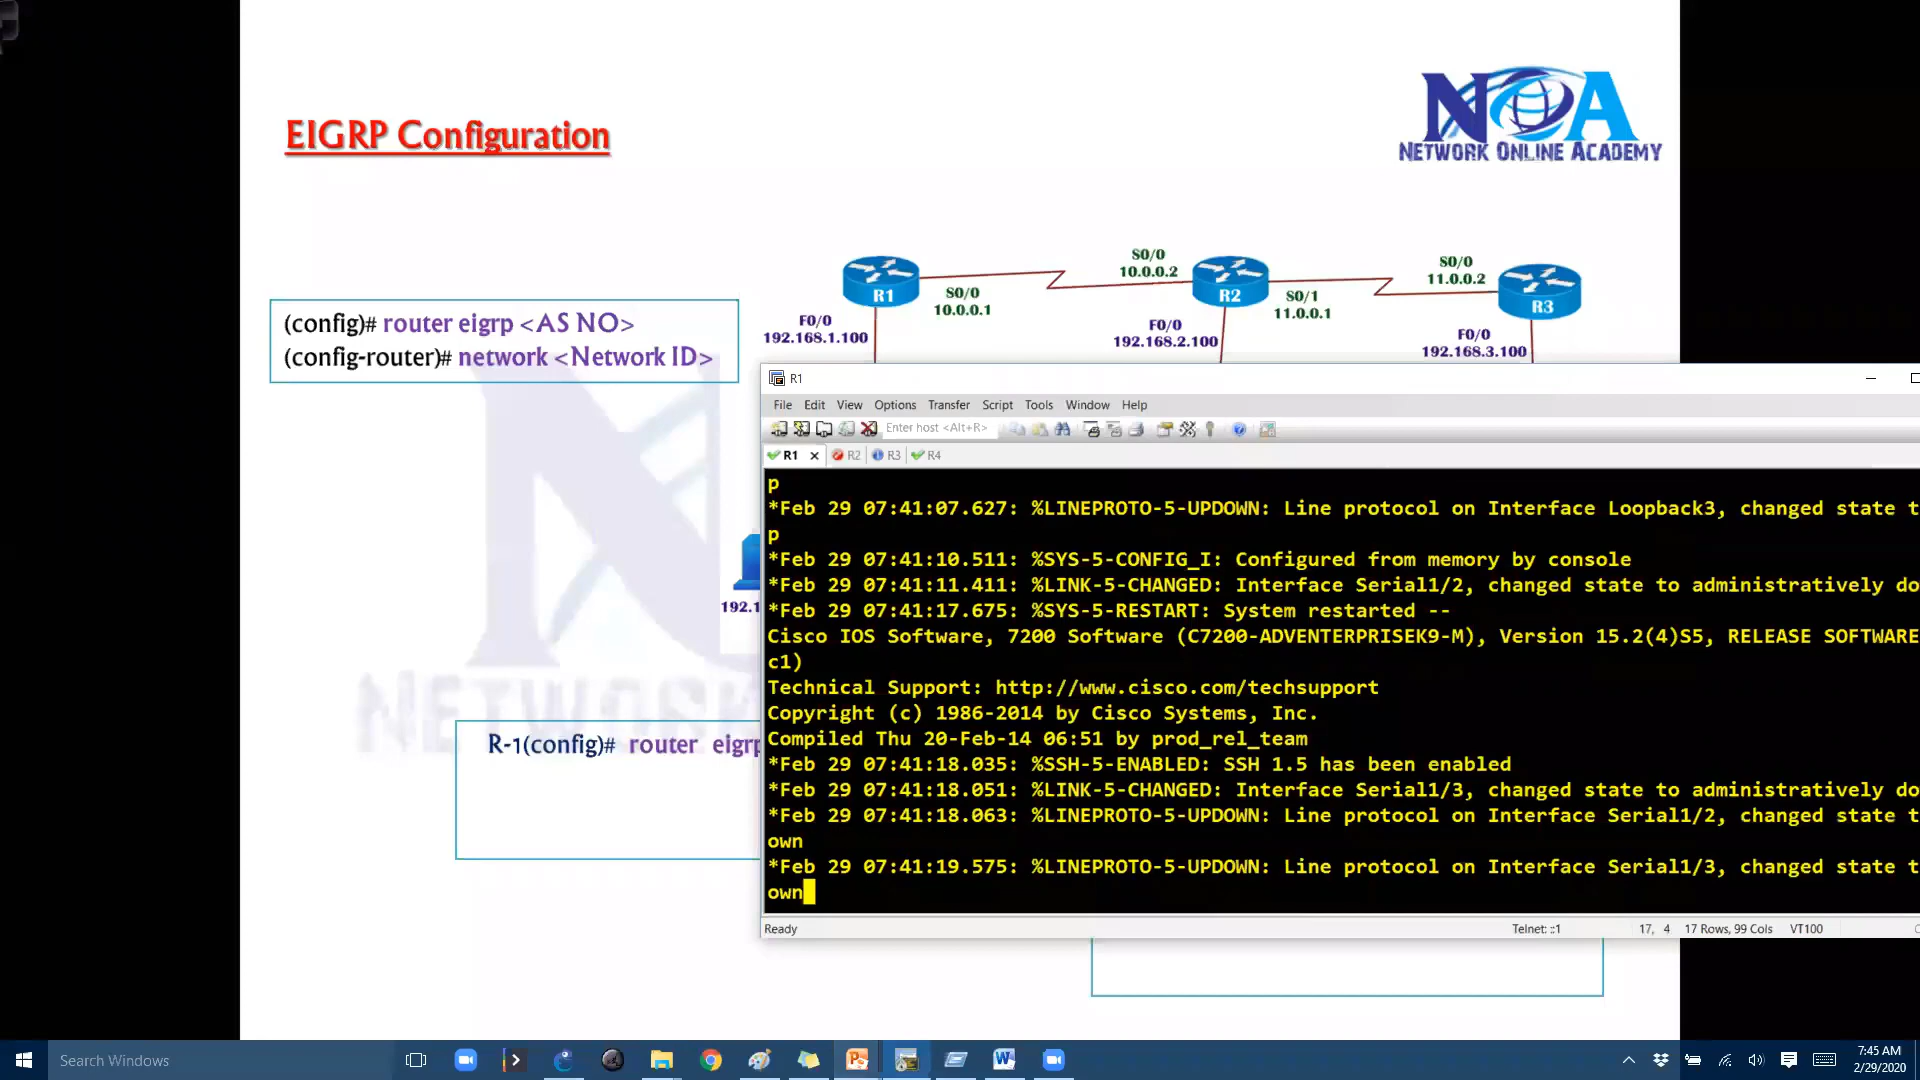 EIGRP Configuration
NOA
NETWORK ONLINE ACADEMY
(config)# router eigrp <AS NO>
(config-router)# network <Network ID>
R1
S0/0
10.0.0.1
S0/0
10.0.0.2
R2
S0/1
11.0.0.1
S0/0
11.0.0.2
R3
F0/0
192.168.1.100
F0/0
192.168.2.100
F0/0
192.168.3.100
192.1
NETWORK
R-1(config)# router eigrp
R1
File Edit View Options Transfer Script Tools Window Help
Enter host <Alt+R>
R1 R2 R3 R4
p
*Feb 29 07:41:07.627: %LINEPROTO-5-UPDOWN: Line protocol on Interface Loopback3, changed state t
p
*Feb 29 07:41:10.511: %SYS-5-CONFIG_I: Configured from memory by console
*Feb 29 07:41:11.411: %LINK-5-CHANGED: Interface Serial1/2, changed state to administratively do
*Feb 29 07:41:17.675: %SYS-5-RESTART: System restarted --
Cisco IOS Software, 7200 Software (C7200-ADVENTERPRISEK9-M), Version 15.2(4)S5, RELEASE SOFTWARE
c1)
Technical Support: http://www.cisco.com/techsupport
Copyright (c) 1986-2014 by Cisco Systems, Inc.
Compiled Thu 20-Feb-14 06:51 by prod_rel_team
*Feb 29 07:41:18.035: %SSH-5-ENABLED: SSH 1.5 has been enabled
*Feb 29 07:41:18.051: %LINK-5-CHANGED: Interface Serial1/3, changed state to administratively do
*Feb 29 07:41:18.063: %LINEPROTO-5-UPDOWN: Line protocol on Interface Serial1/2, changed state t
own
*Feb 29 07:41:19.575: %LINEPROTO-5-UPDOWN: Line protocol on Interface Serial1/3, changed state t
own
Ready Telnet: ::1 17, 4 17 Rows, 99 Cols VT100
Search Windows
7:45 AM
2/29/2020